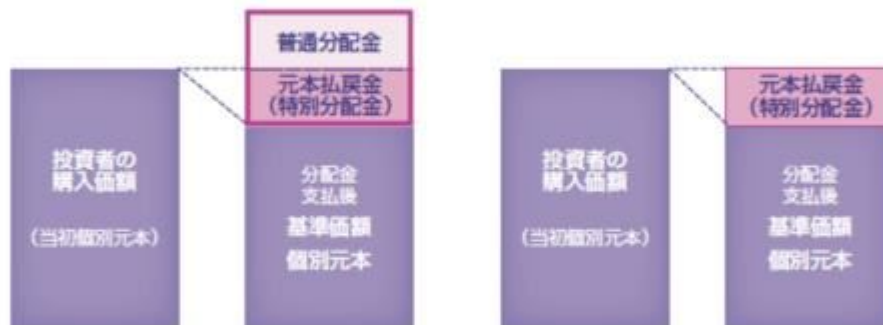 普通分配金
元本払戻金
(特別分配金)
投資者の
購入価額
(当初個別元本)
分配金
支払後
基準価額
個別元本
元本払戻金
(特別分配金)
投資者の
購入価額
(当初個別元本)
分配金
支払後
基準価額
個別元本